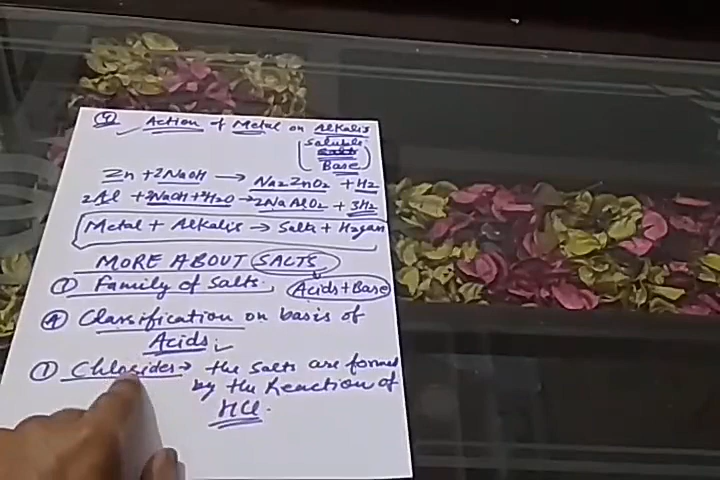 ④ Action of Metal on Alkalis
(Soluble
Base)
Zn + 2NaOH → Na2ZnO2 + H2
2Al + 2NaOH + 2H2O → 2NaAlO2 + 3H2
Metal + Alkalis → Salts + H2gas
MORE ABOUT SALTS
① Family of Salts. Acids + Base
Ⓐ Classification on basis of
Acids.
① Chlorides → the salts are formed
by the reaction of
HCl.